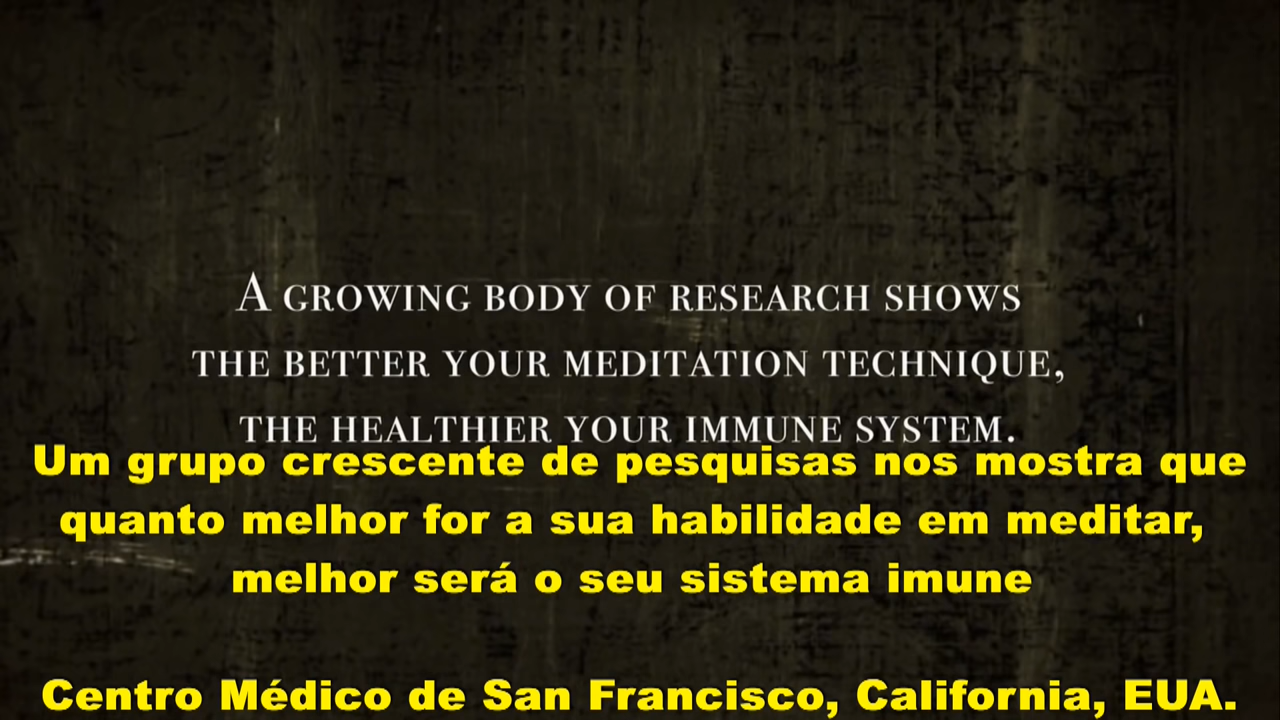 A GROWING BODY OF RESEARCH SHOWS
THE BETTER YOUR MEDITATION TECHNIQUE,
THE HEALTHIER YOUR IMMUNE SYSTEM.
Um grupo crescente de pesquisas nos mostra que
quanto melhor for a sua habilidade em meditar,
melhor será o seu sistema imune
Centro Médico de San Francisco, California, EUA.